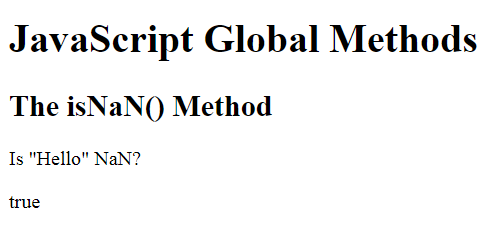 JavaScript Global Methods
The isNaN() Method
Is "Hello" NaN?
true